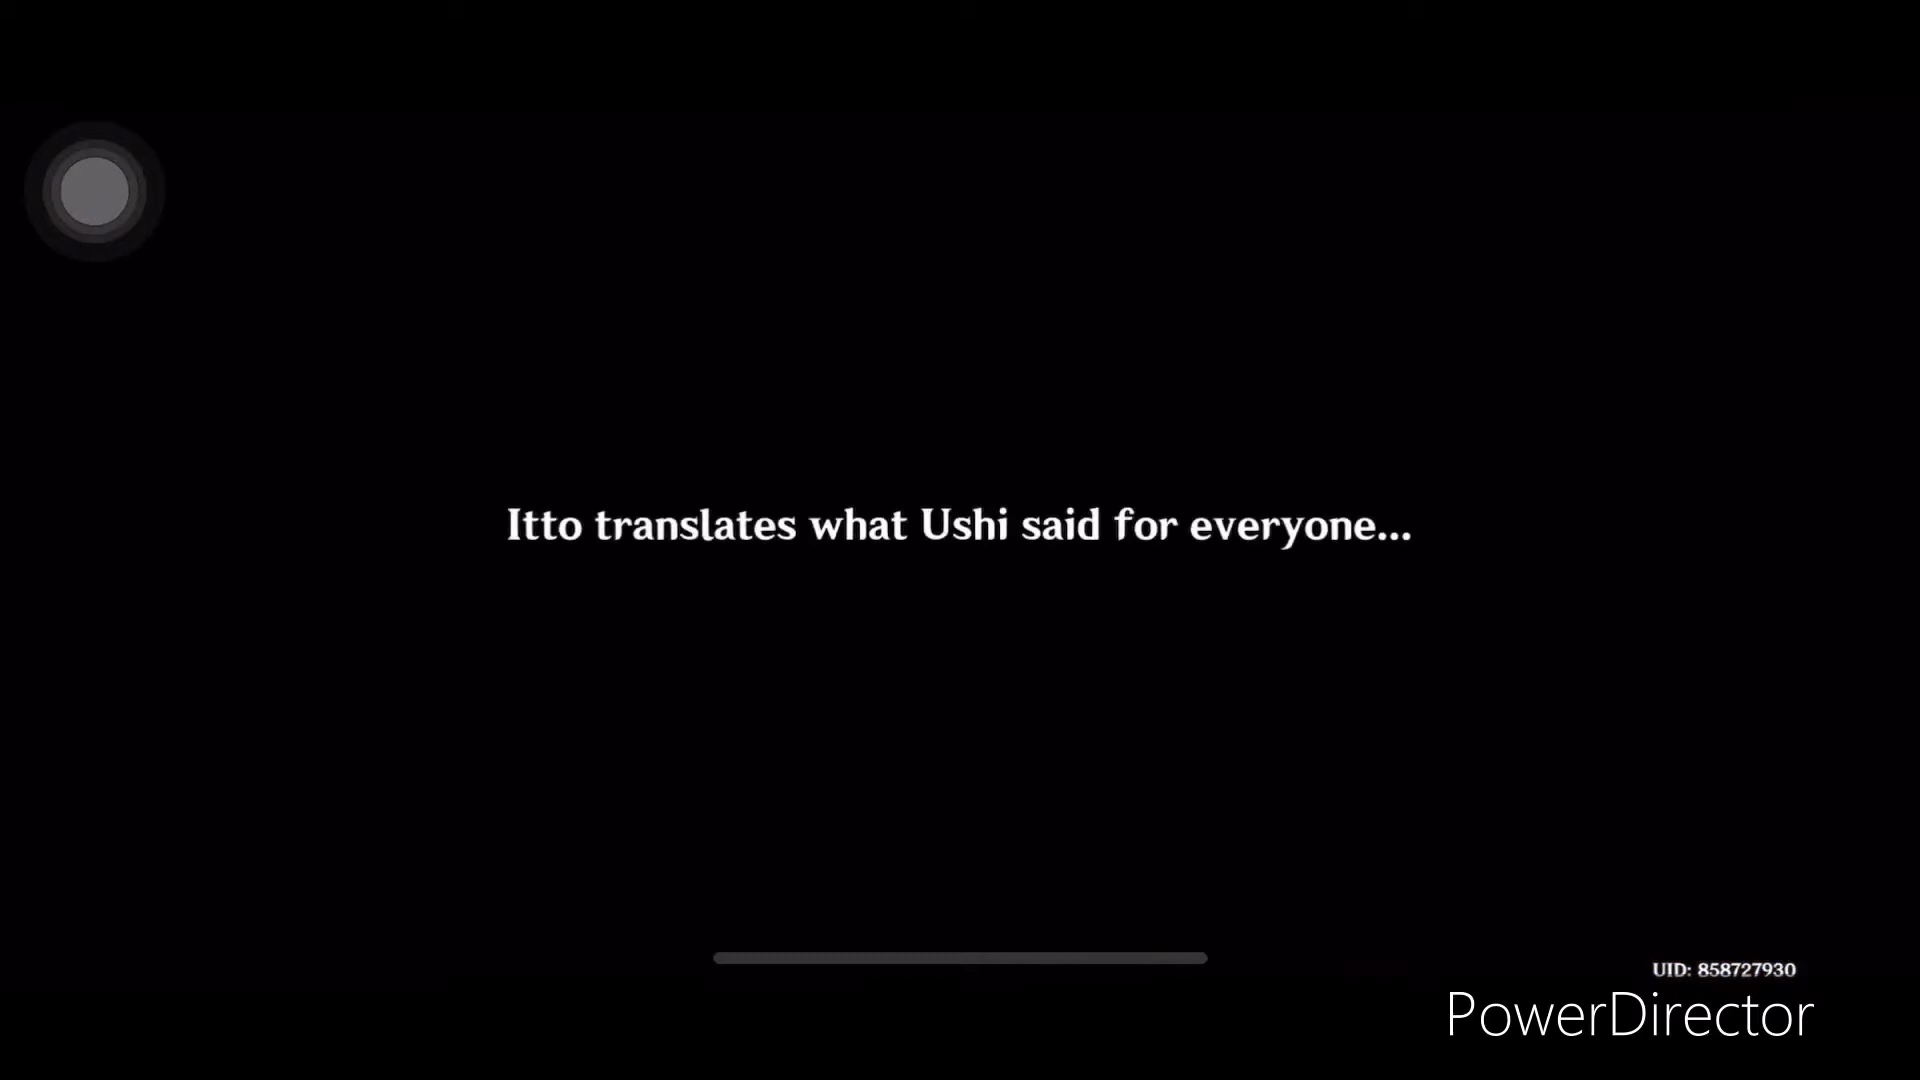 Itto translates what Ushi said for everyone...
UID: 858727930
PowerDirector